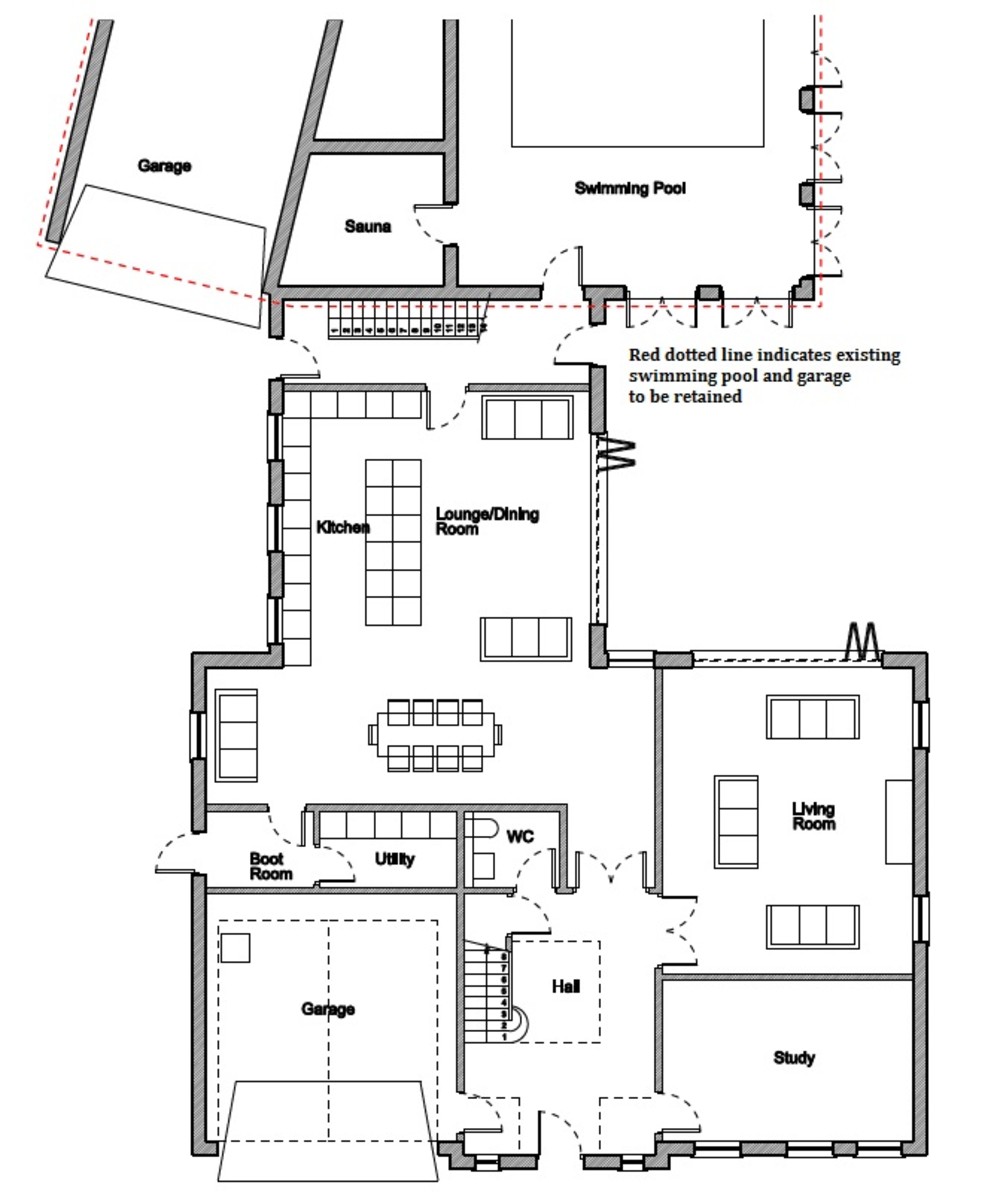 Garage
Swimming Pool
Sauna
1 2 3 4 5 6 7 8 9 10 11 12 13 14
Red dotted line indicates existing
swimming pool and garage
to be retained
Kitchen
Lounge/Dining
Room
Living
Room
WC
Boot
Room
Utility
8
7
6
5
4
3
2
1
Hall
Garage
Study